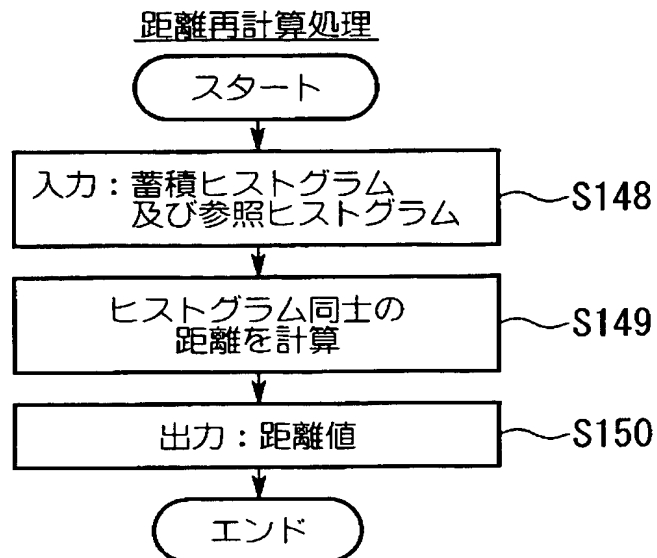 距離再計算処理
スタート
入力：蓄積ヒストグラム
及び参照ヒストグラム
S148
ヒストグラム同士の
距離を計算
S149
出力：距離値
S150
エンド